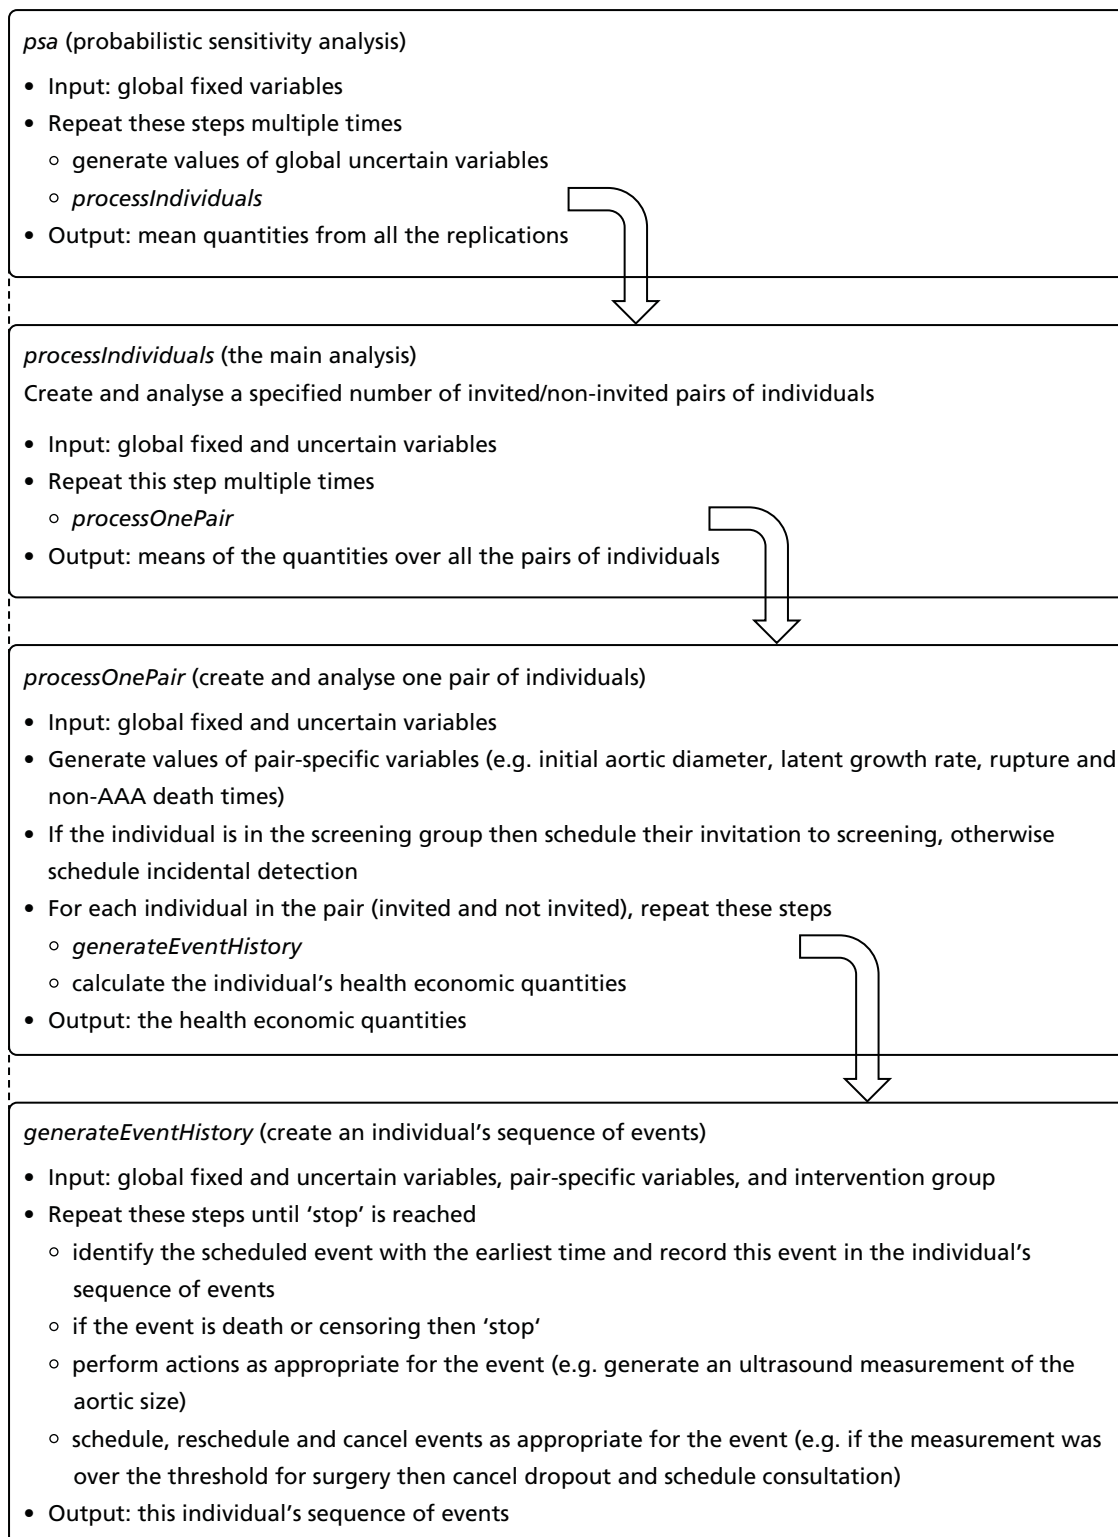 psa (probabilistic sensitivity analysis)
• Input: global fixed variables
• Repeat these steps multiple times
○ generate values of global uncertain variables
○ processIndividuals
• Output: mean quantities from all the replications
processIndividuals (the main analysis)
Create and analyse a specified number of invited/non-invited pairs of individuals
• Input: global fixed and uncertain variables
• Repeat this step multiple times
○ processOnePair
• Output: means of the quantities over all the pairs of individuals
processOnePair (create and analyse one pair of individuals)
• Input: global fixed and uncertain variables
• Generate values of pair-specific variables (e.g. initial aortic diameter, latent growth rate, rupture and
non-AAA death times)
• If the individual is in the screening group then schedule their invitation to screening, otherwise
schedule incidental detection
• For each individual in the pair (invited and not invited), repeat these steps
○ generateEventHistory
○ calculate the individual’s health economic quantities
• Output: the health economic quantities
generateEventHistory (create an individual’s sequence of events)
• Input: global fixed and uncertain variables, pair-specific variables, and intervention group
• Repeat these steps until ‘stop’ is reached
○ identify the scheduled event with the earliest time and record this event in the individual’s
sequence of events
○ if the event is death or censoring then ‘stop‘
○ perform actions as appropriate for the event (e.g. generate an ultrasound measurement of the
aortic size)
○ schedule, reschedule and cancel events as appropriate for the event (e.g. if the measurement was
over the threshold for surgery then cancel dropout and schedule consultation)
• Output: this individual’s sequence of events